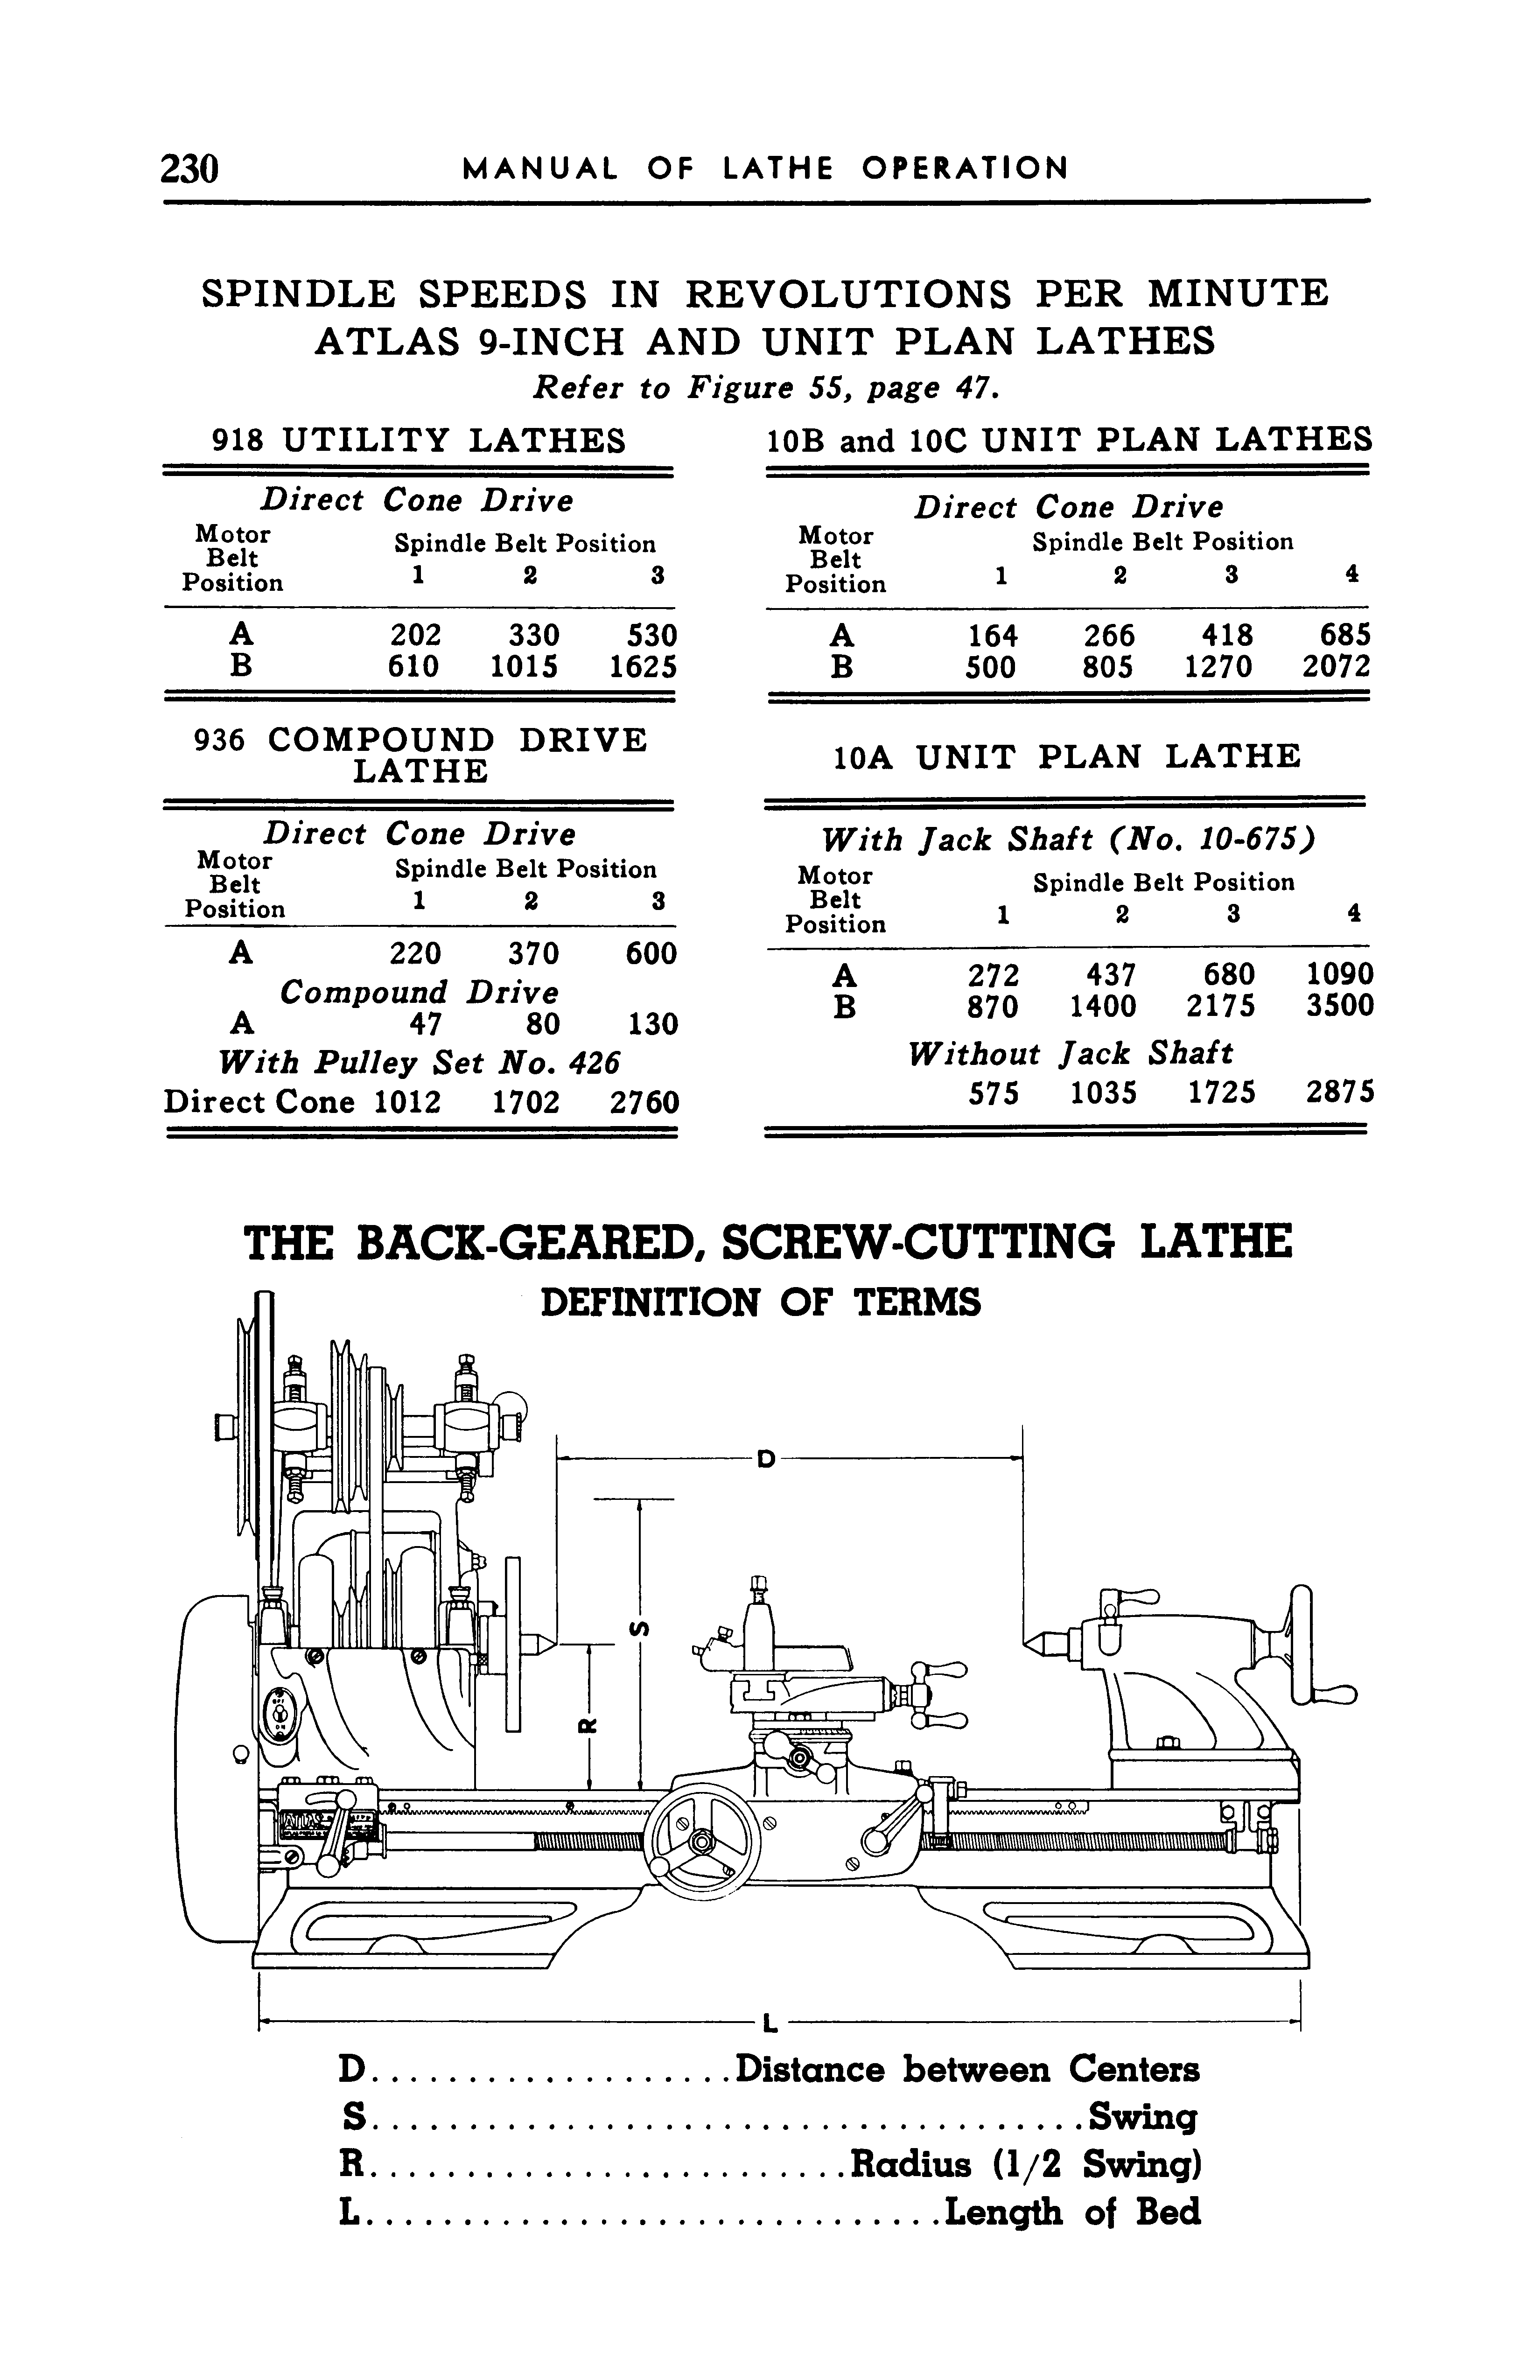 230 MANUAL OF LATHE OPERATION
SPINDLE SPEEDS IN REVOLUTIONS PER MINUTE
ATLAS 9-INCH AND UNIT PLAN LATHES
Refer to Figure 55, page 47.
918 UTILITY LATHES
Direct Cone Drive
Motor
Belt
Position
Spindle Belt Position
1 2 3
A 202 330 530
B 610 1015 1625
936 COMPOUND DRIVE
LATHE
Direct Cone Drive
Motor
Belt
Position
Spindle Belt Position
1 2 3
A 220 370 600
Compound Drive
A 47 80 130
With Pulley Set No. 426
Direct Cone 1012 1702 2760
10B and 10C UNIT PLAN LATHES
Direct Cone Drive
Motor
Belt
Position
Spindle Belt Position
1 2 3 4
A 164 266 418 685
B 500 805 1270 2072
10A UNIT PLAN LATHE
With Jack Shaft (No. 10-675)
Motor
Belt
Position
Spindle Belt Position
1 2 3 4
A 272 437 680 1090
B 870 1400 2175 3500
Without Jack Shaft
575 1035 1725 2875
THE BACK-GEARED, SCREW-CUTTING LATHE
DEFINITION OF TERMS
D
S
R
OFF
ON
ATLAS
L
D...................Distance between Centers
S.....................................Swing
R.........................Radius (1/2 Swing)
L..............................Length of Bed